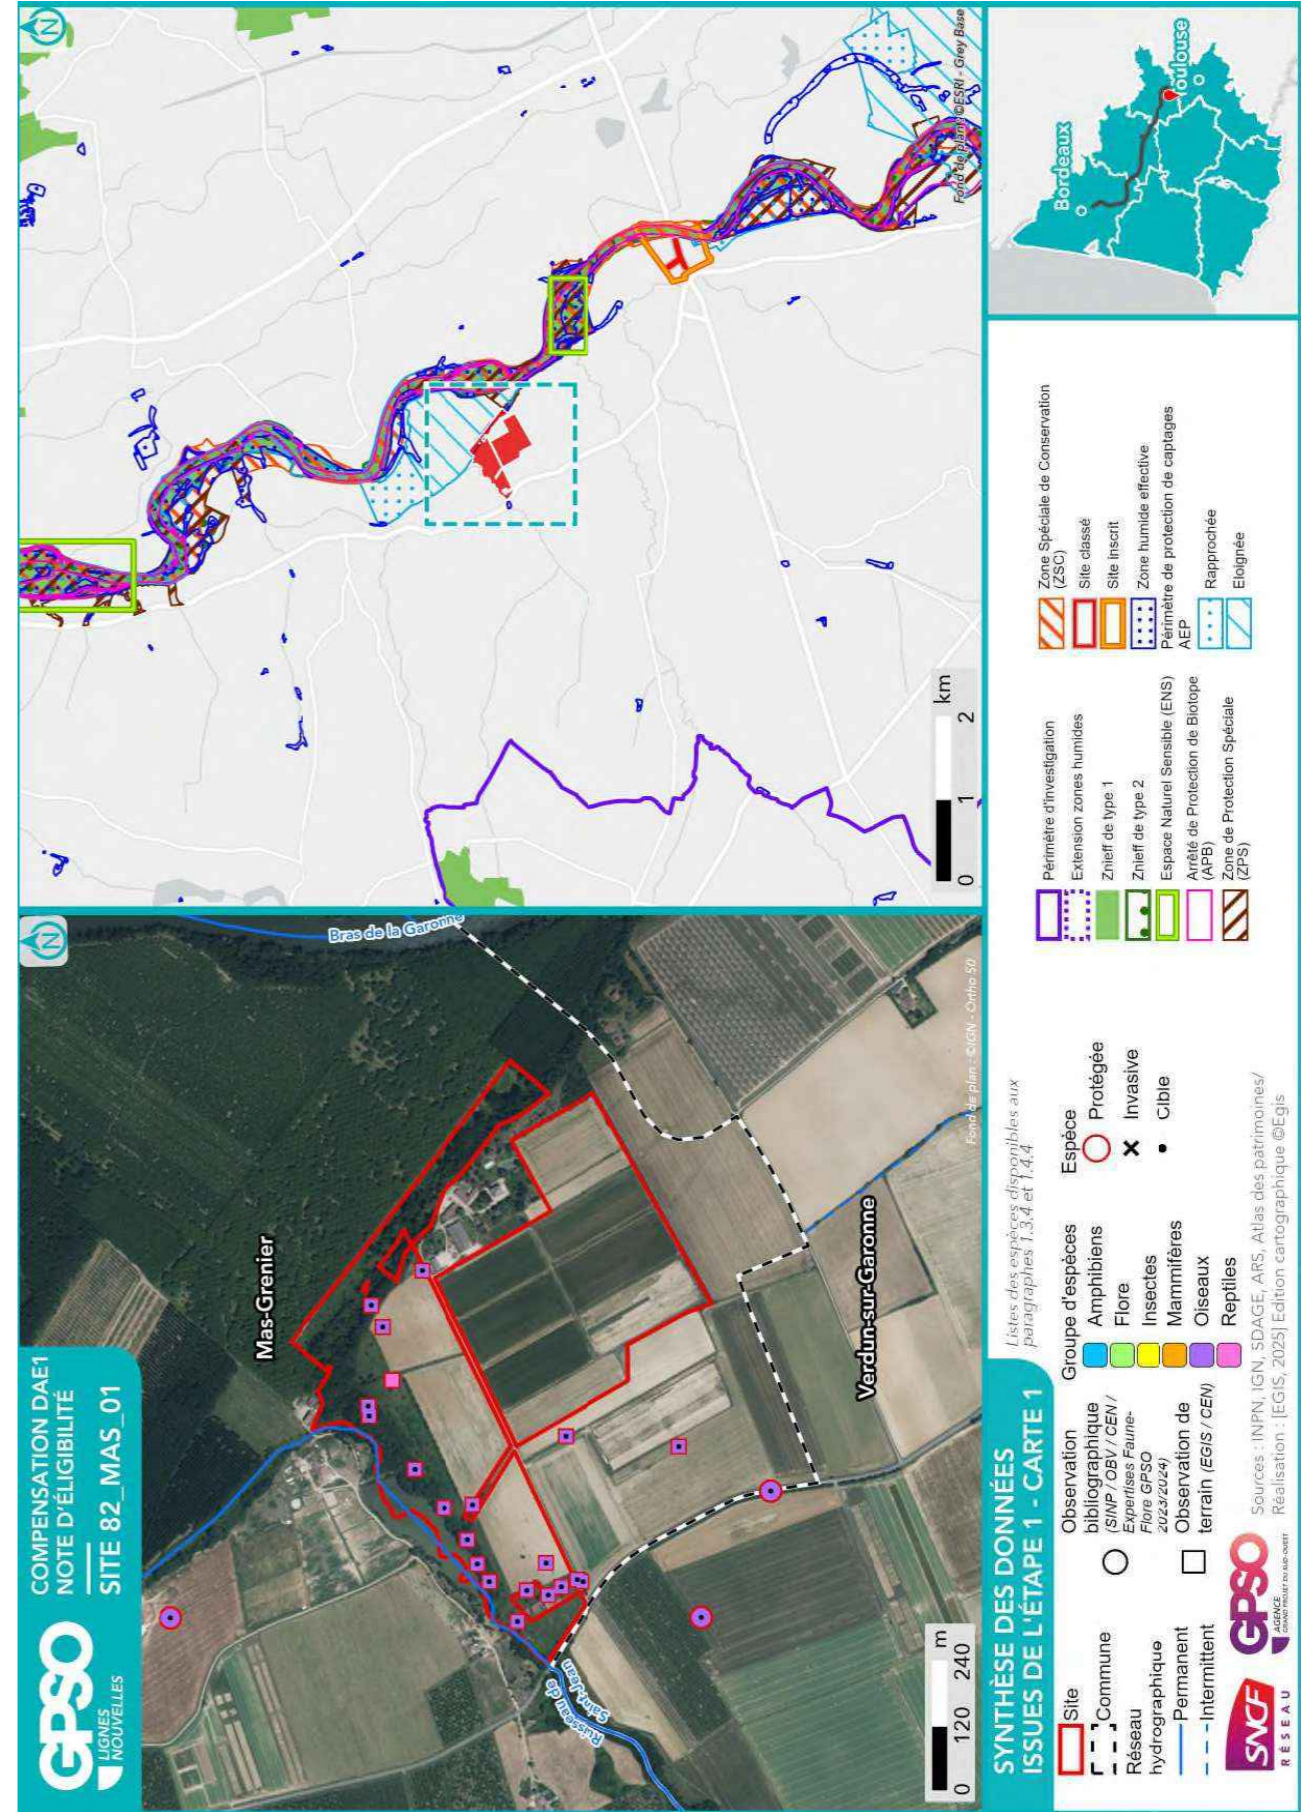 GPSO
LIGNES
NOUVELLES
COMPENSATION DAE1
NOTE D'ÉLIGIBILITÉ
SITE 82_MAS_01
N
Mas-Grenier
Verdun-sur-Garonne
Bras de la Garonne
Ruisseau de
Saint-Jean
0 120 240 m
Fond de plan : ©IGN - Ortho 50
N
0 1 2 km
Fond de plan : ©ESRI - Grey Base
Bordeaux
Toulouse
SYNTHÈSE DES DONNÉES
ISSUES DE L'ÉTAPE 1 - CARTE 1
Listes des espèces disponibles aux
paragraphes 1.3.4 et 1.4.4
Site
Commune
Réseau
hydrographique
Permanent
Intermittent
Observation
bibliographique
(SINP / OBV / CEN /
Expertises Faune-
Flore GPSO
2023/2024)
Observation de
terrain (EGIS / CEN)
Groupe d'espèces
Amphibiens
Flore
Insectes
Mammifères
Oiseaux
Reptiles
Espèce
Protégée
Invasive
Cible
Périmètre d'investigation
Extension zones humides
Znieff de type 1
Znieff de type 2
Espace Naturel Sensible (ENS)
Arrêté de Protection de Biotope
(APB)
Zone de Protection Spéciale
(ZPS)
Zone Spéciale de Conservation
(ZSC)
Site classé
Site inscrit
Zone humide effective
Périmètre de protection de captages
AEP
Rapprochée
Eloignée
SNCF
RÉSEAU
GPSO
AGENCE
GRAND PROJET DU SUD-OUEST
Sources : INPN, IGN, SDAGE, ARS, Atlas des patrimoines/
Réalisation : [EGIS, 2025] Edition cartographique ©Egis